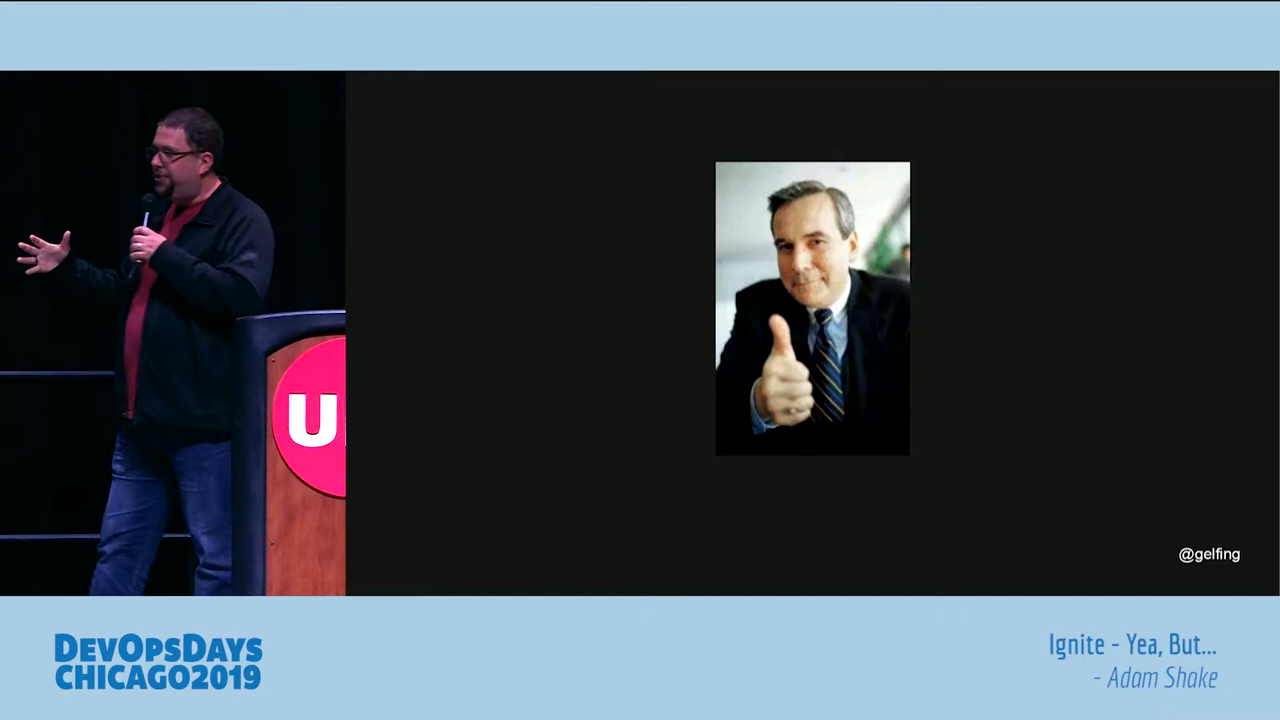 U
@gelfing
DEVOPSDAYS
CHICAGO2019
Ignite - Yea, But...
- Adam Shake